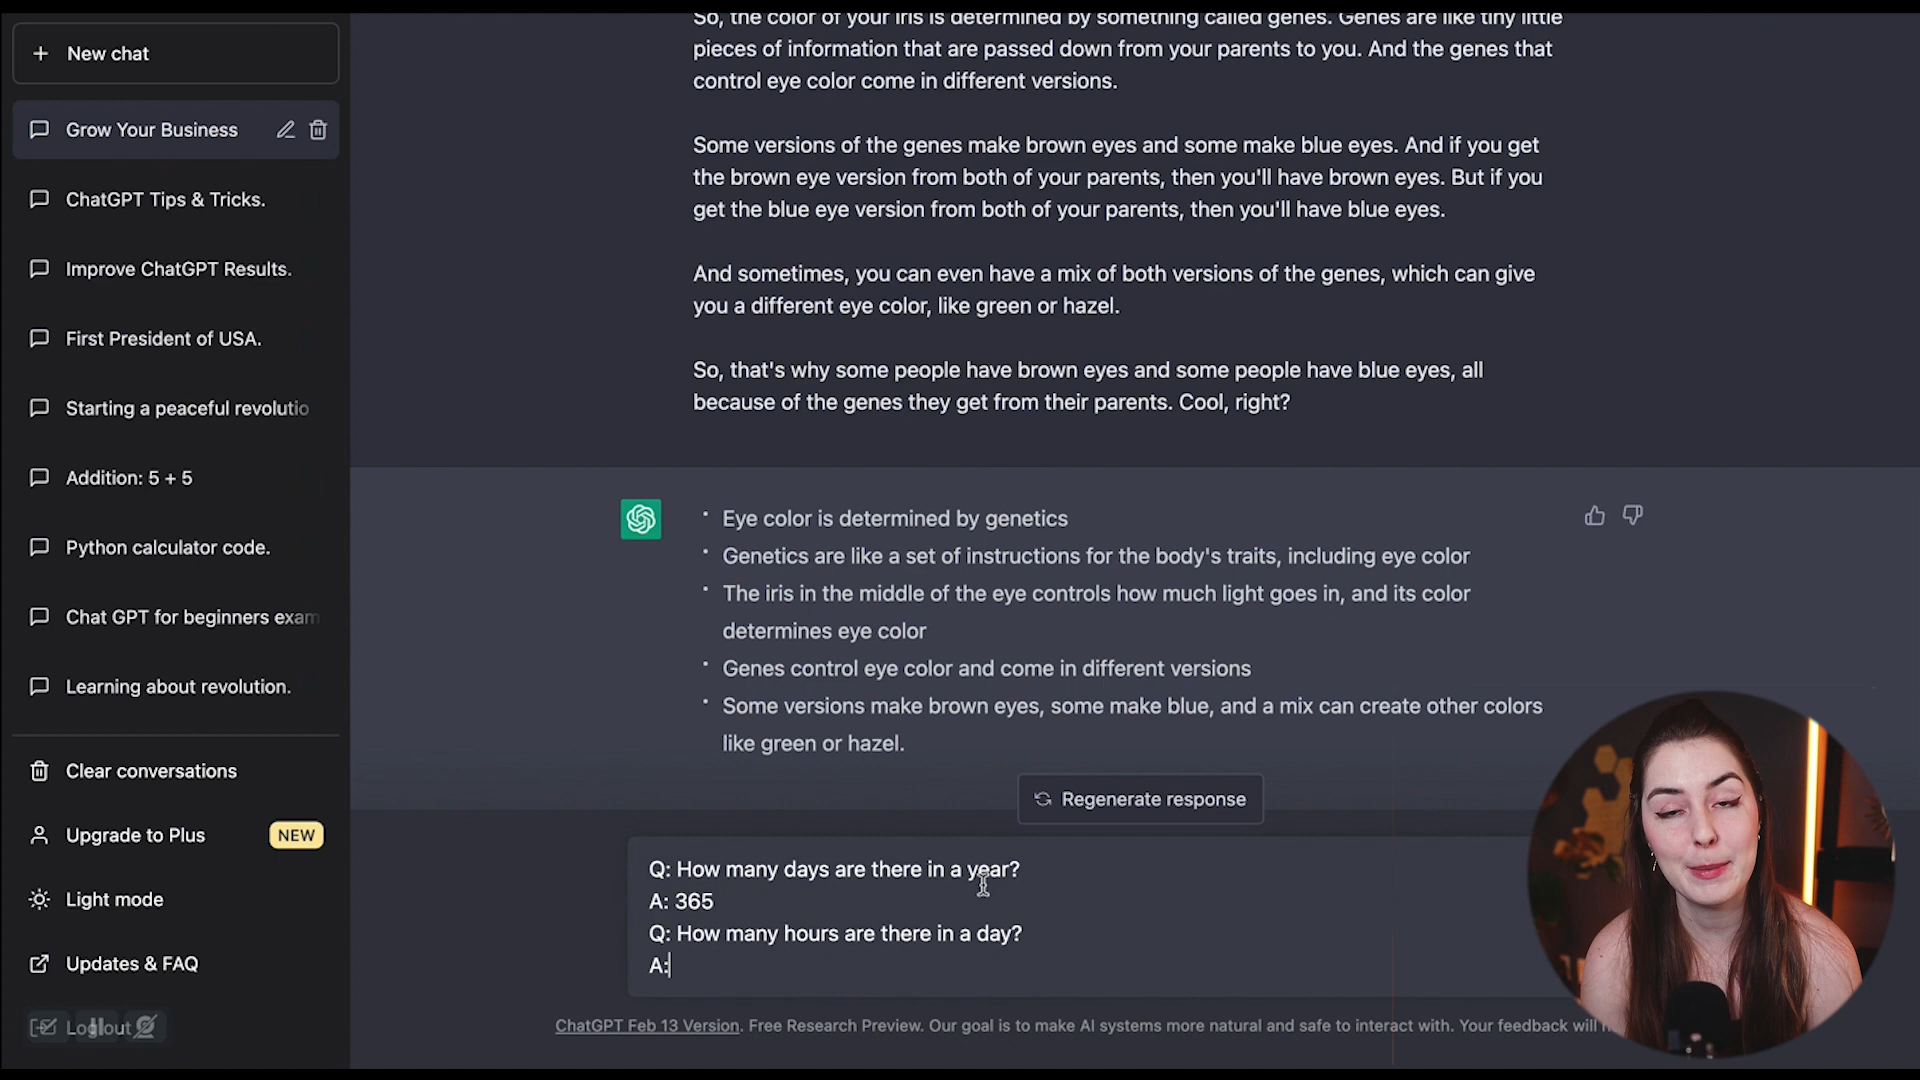 New chat
Grow Your Business
ChatGPT Tips & Tricks.
Improve ChatGPT Results.
First President of USA.
Starting a peaceful revolutio
Addition: 5 + 5
Python calculator code.
Chat GPT for beginners exam
Learning about revolution.
Clear conversations
Upgrade to Plus NEW
Light mode
Updates & FAQ
Log out
So, the color of your iris is determined by something called genes. Genes are like tiny little
pieces of information that are passed down from your parents to you. And the genes that
control eye color come in different versions.
Some versions of the genes make brown eyes and some make blue eyes. And if you get
the brown eye version from both of your parents, then you'll have brown eyes. But if you
get the blue eye version from both of your parents, then you'll have blue eyes.
And sometimes, you can even have a mix of both versions of the genes, which can give
you a different eye color, like green or hazel.
So, that's why some people have brown eyes and some people have blue eyes, all
because of the genes they get from their parents. Cool, right?
• Eye color is determined by genetics
• Genetics are like a set of instructions for the body's traits, including eye color
• The iris in the middle of the eye controls how much light goes in, and its color
determines eye color
• Genes control eye color and come in different versions
• Some versions make brown eyes, some make blue, and a mix can create other colors
like green or hazel.
Regenerate response
Q: How many days are there in a year?
A: 365
Q: How many hours are there in a day?
A:
ChatGPT Feb 13 Version. Free Research Preview. Our goal is to make AI systems more natural and safe to interact with. Your feedback will